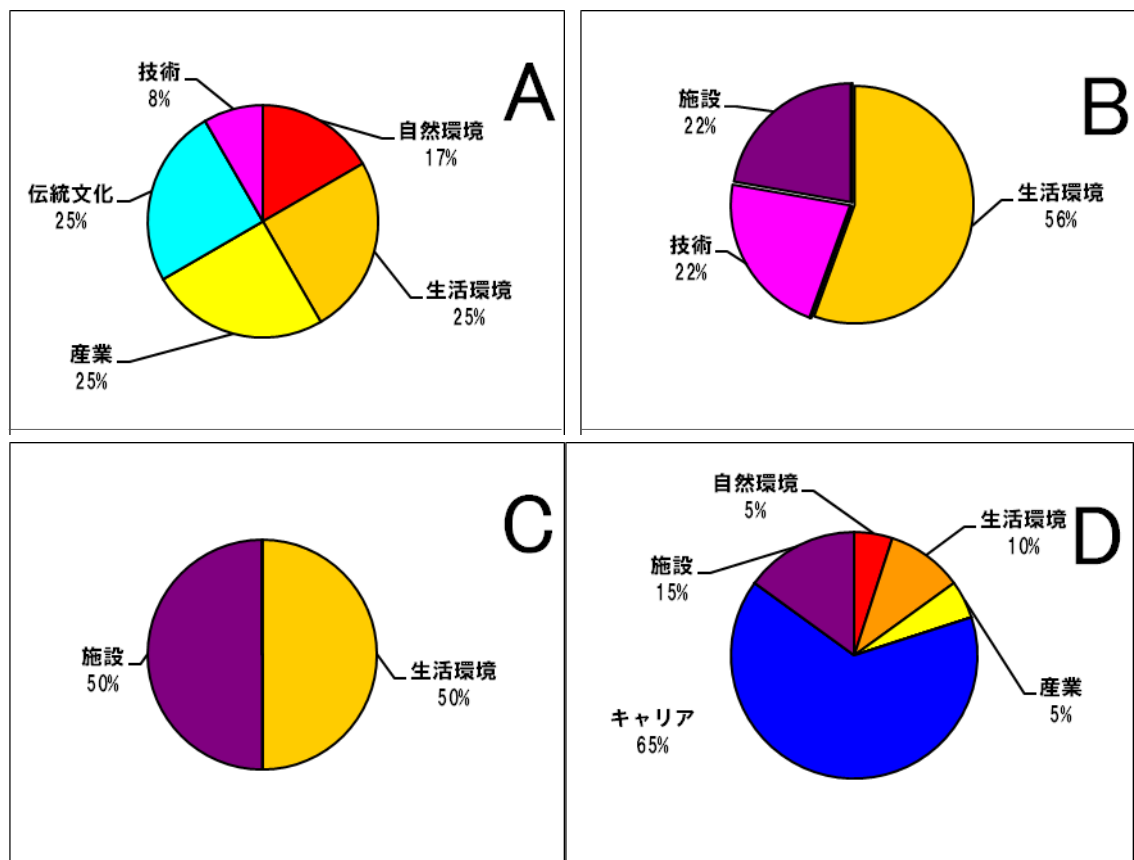 A
技術
8%
自然環境
17%
伝統文化
25%
生活環境
25%
産業
25%
B
施設
22%
生活環境
56%
技術
22%
C
施設
50%
生活環境
50%
D
自然環境
5%
生活環境
10%
施設
15%
産業
5%
キャリア
65%